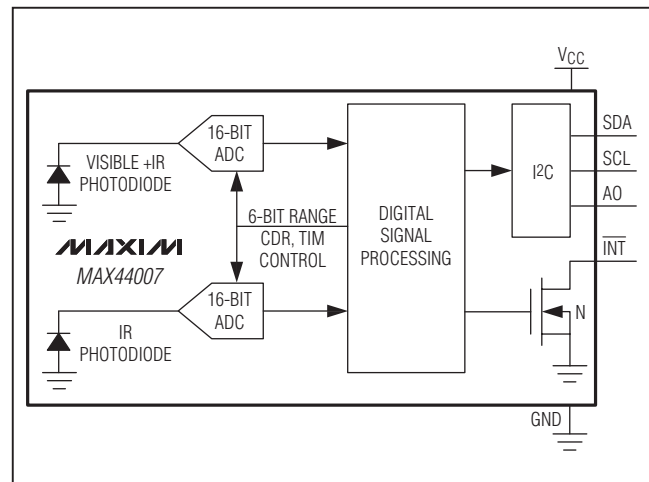 VCC
16-BIT
ADC
VISIBLE +IR
PHOTODIODE
6-BIT RANGE
CDR, TIM
CONTROL
MAXIM
MAX44007
16-BIT
ADC
IR
PHOTODIODE
DIGITAL
SIGNAL
PROCESSING
I2C
SDA
SCL
AO
INT
N
GND